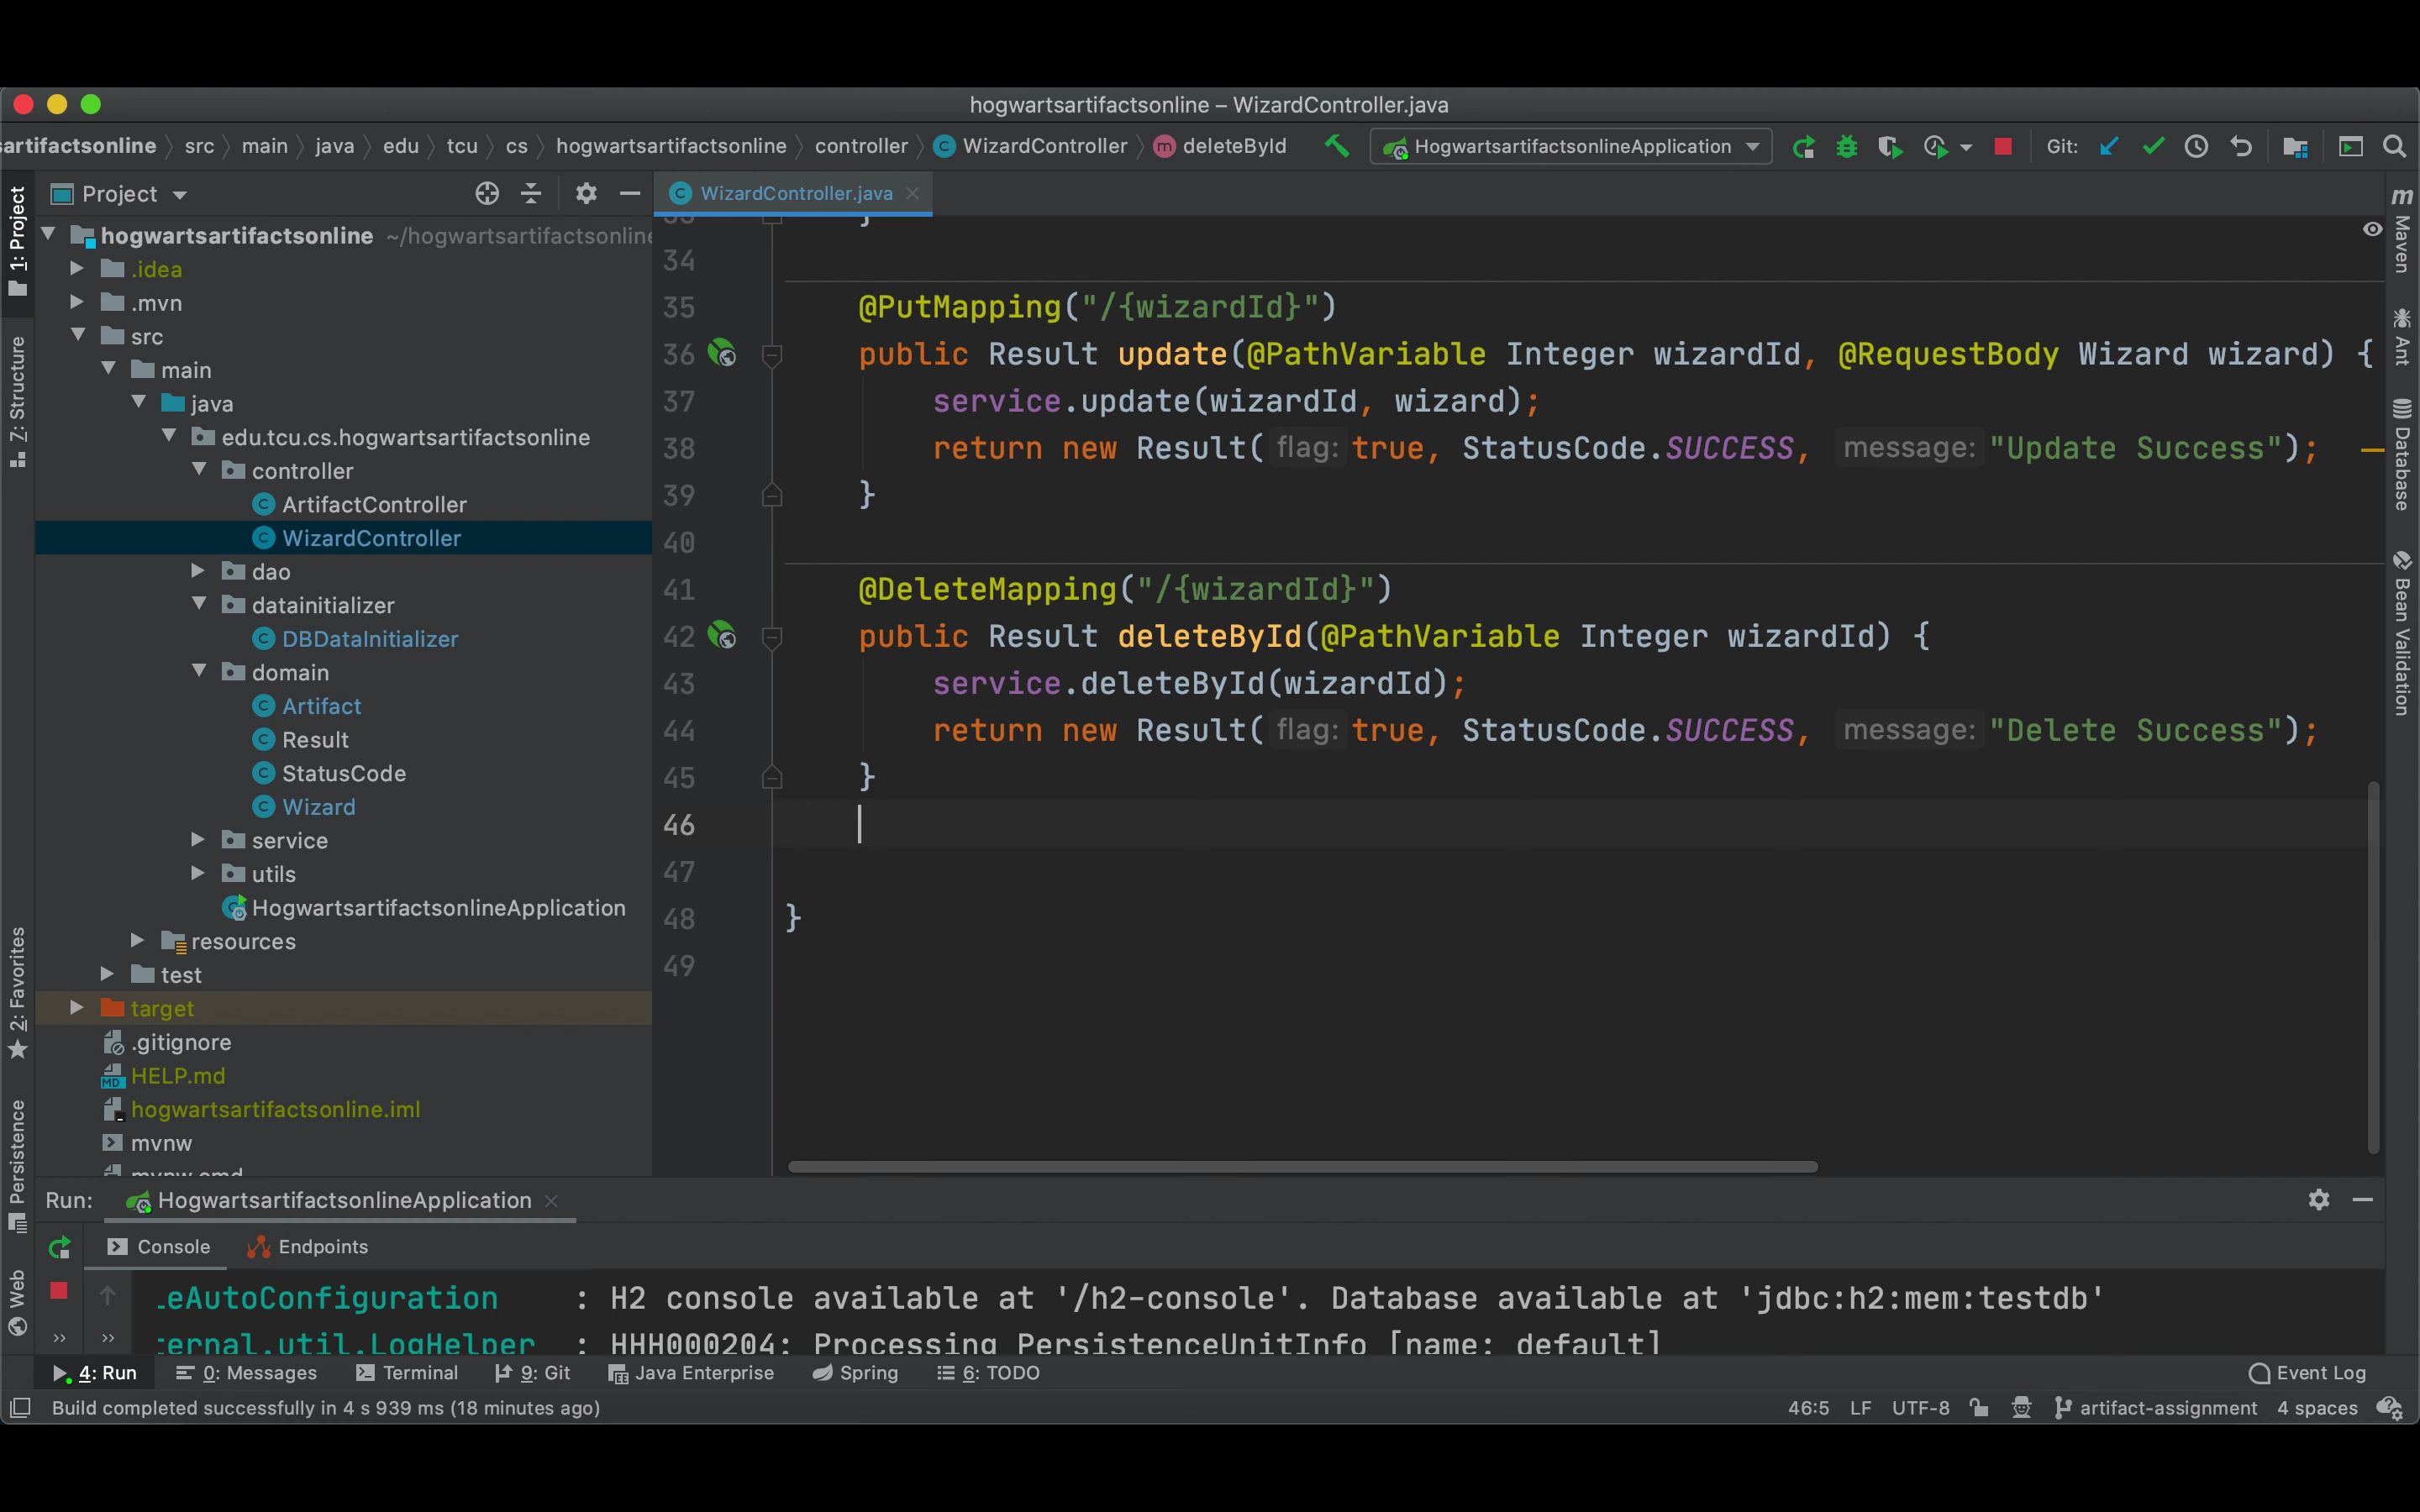 hogwartsartifactsonline – WizardController.java
artifactsonline src main java edu tcu cs hogwartsartifactsonline controller WizardController deleteById HogwartsartifactsonlineApplication Git:
Project
WizardController.java
1: Project
Z: Structure
2: Favorites
Persistence
Web
hogwartsartifactsonline ~/hogwartsartifactsonline
.idea
.mvn
src
main
java
edu.tcu.cs.hogwartsartifactsonline
controller
ArtifactController
WizardController
dao
datainitializer
DBDataInitializer
domain
Artifact
Result
StatusCode
Wizard
service
utils
HogwartsartifactsonlineApplication
resources
test
target
.gitignore
HELP.md
hogwartsartifactsonline.iml
mvnw
mvnw.cmd
33 }
34
35 @PutMapping("/{wizardId}")
36 public Result update(@PathVariable Integer wizardId, @RequestBody Wizard wizard) {
37 service.update(wizardId, wizard);
38 return new Result( flag: true, StatusCode.SUCCESS, message: "Update Success");
39 }
40
41 @DeleteMapping("/{wizardId}")
42 public Result deleteById(@PathVariable Integer wizardId) {
43 service.deleteById(wizardId);
44 return new Result( flag: true, StatusCode.SUCCESS, message: "Delete Success");
45 }
46
47
48 }
49
m Maven
Ant
Database
Bean Validation
Run: HogwartsartifactsonlineApplication
Console Endpoints
.eAutoConfiguration : H2 console available at '/h2-console'. Database available at 'jdbc:h2:mem:testdb'
ternal.util.LogHelper : HHH000204: Processing PersistenceUnitInfo [name: default]
4: Run 0: Messages Terminal 9: Git Java Enterprise Spring 6: TODO Event Log
Build completed successfully in 4 s 939 ms (18 minutes ago) 46:5 LF UTF-8 artifact-assignment 4 spaces